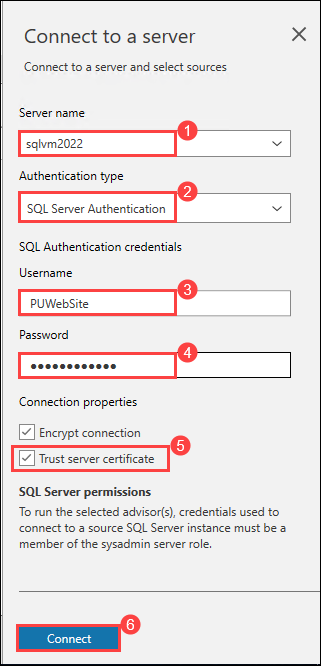 Connect to a server
Connect to a server and select sources
Server name
1
sqlvm2022
Authentication type
2
SQL Server Authentication
SQL Authentication credentials
Username
3
PUWebSite
Password
4
●●●●●●●●●●●●
Connection properties
Encrypt connection
5
Trust server certificate
SQL Server permissions
To run the selected advisor(s), credentials used to
connect to a source SQL Server instance must be a
member of the sysadmin server role.
6
Connect